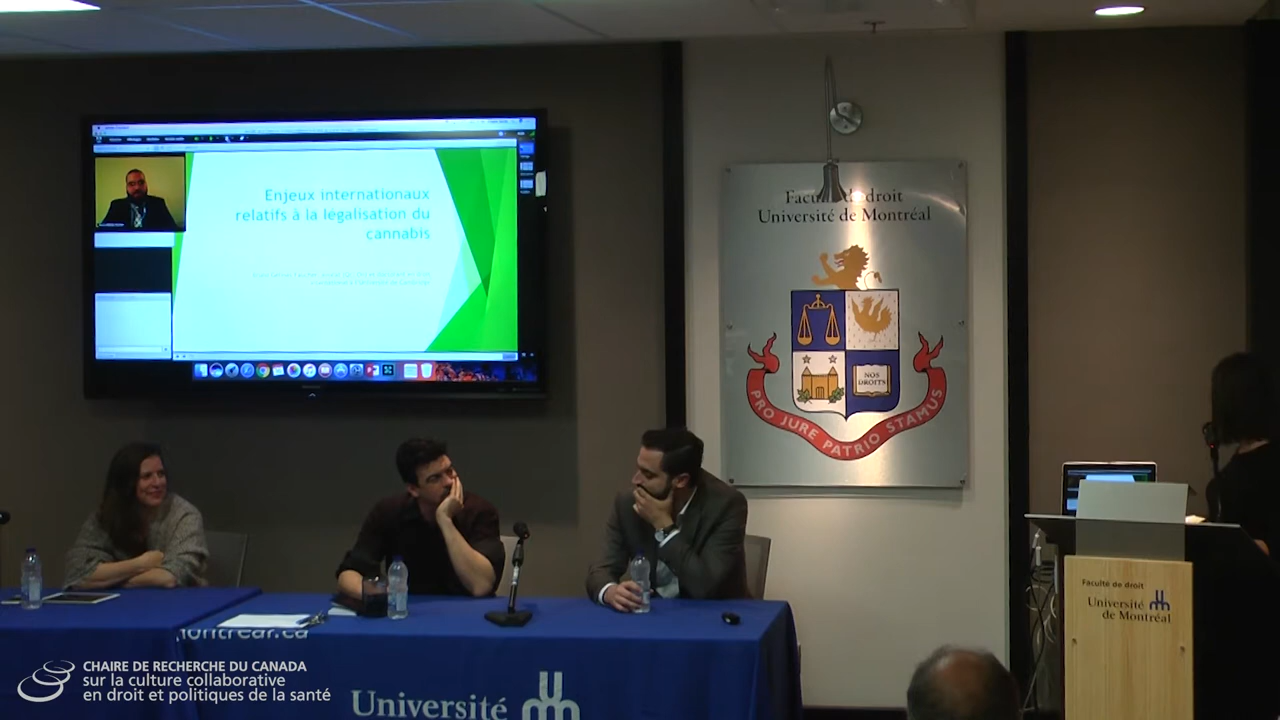 Enjeux internationaux
relatifs à la légalisation du
cannabis
Faculté de droit
Université de Montréal
NOS
DROITS
PRO JURE PATRIO STAMUS
Faculté de droit
Université
de Montréal
montréal.ca
Université
CHAIRE DE RECHERCHE DU CANADA
sur la culture collaborative
en droit et politiques de la santé